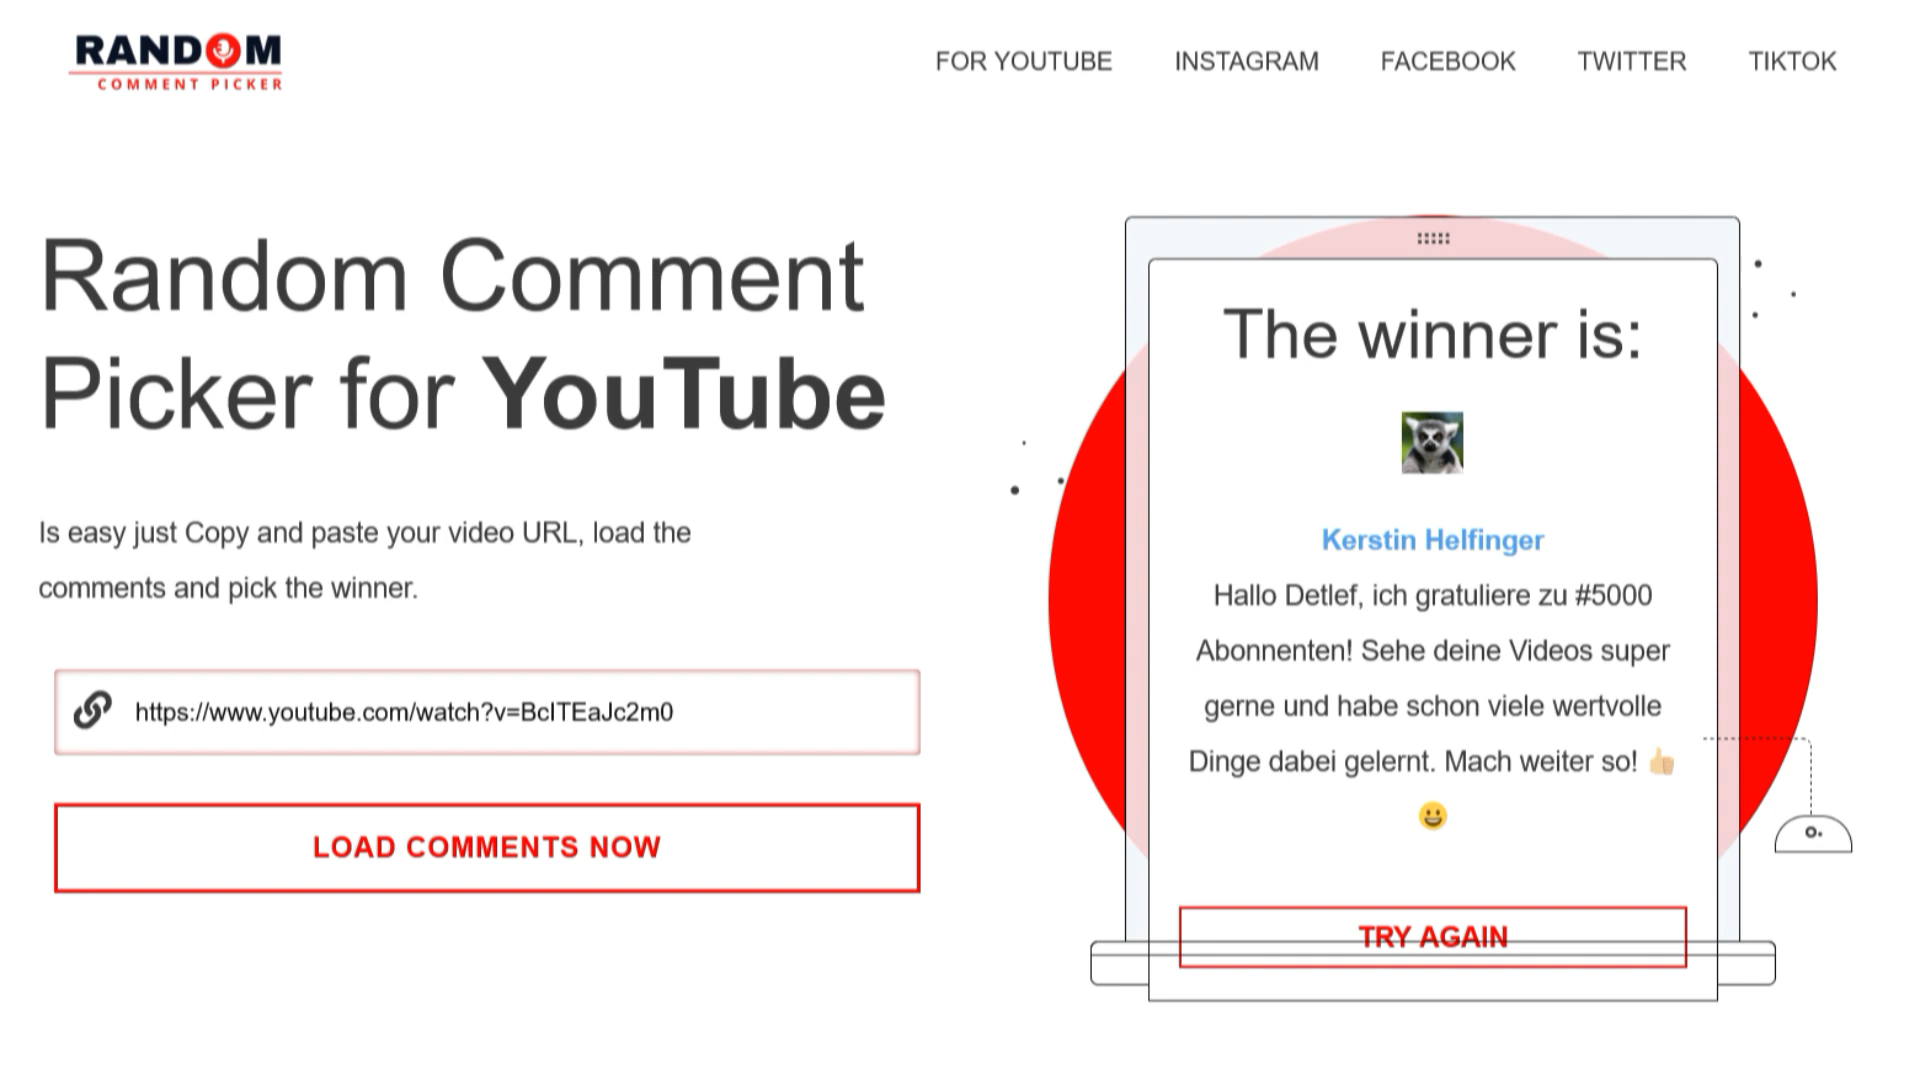 RANDOM
COMMENT PICKER
FOR YOUTUBE
INSTAGRAM
FACEBOOK
TWITTER
TIKTOK
Random Comment
Picker for YouTube
Is easy just Copy and paste your video URL, load the
comments and pick the winner.
https://www.youtube.com/watch?v=BcITEaJc2m0
LOAD COMMENTS NOW
The winner is:
Kerstin Helfinger
Hallo Detlef, ich gratuliere zu #5000
Abonnenten! Sehe deine Videos super
gerne und habe schon viele wertvolle
Dinge dabei gelernt. Mach weiter so! 👍🏼
😀
TRY AGAIN